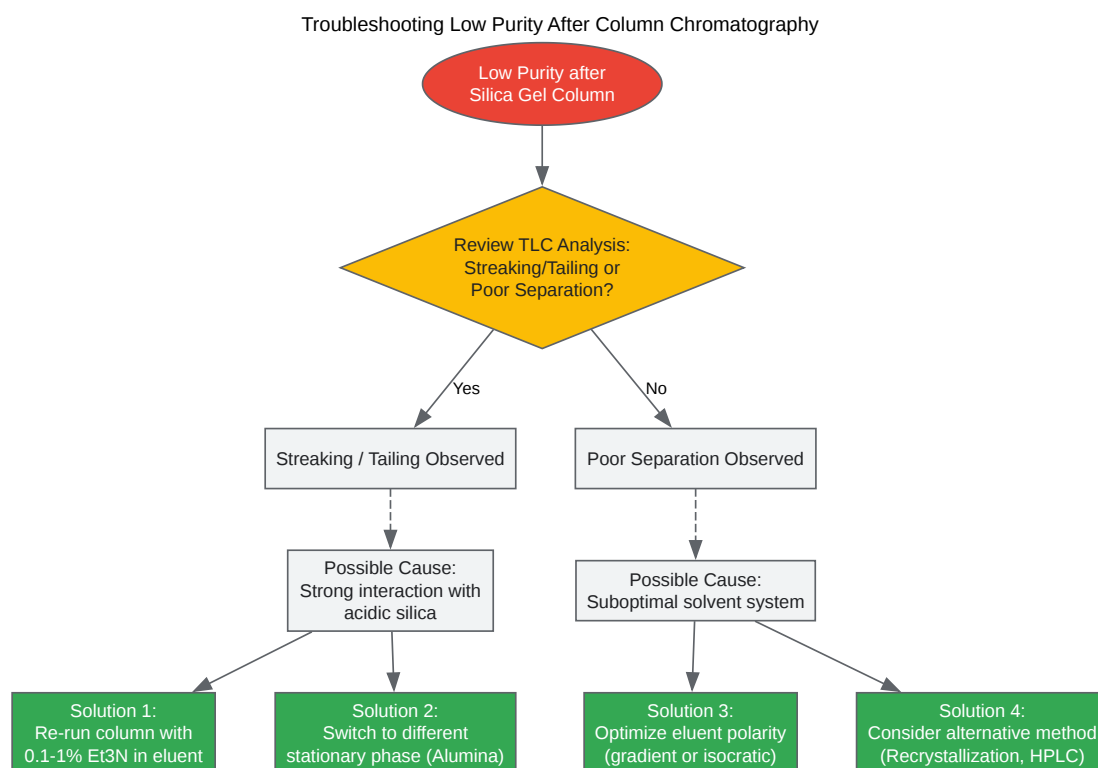 Troubleshooting Low Purity After Column Chromatography
Low Purity after
Silica Gel Column
Review TLC Analysis:
Streaking/Tailing or
Poor Separation?
Yes
No
Streaking / Tailing Observed
Poor Separation Observed
Possible Cause:
Strong interaction with
acidic silica
Possible Cause:
Suboptimal solvent system
Solution 1:
Re-run column with
0.1-1% Et3N in eluent
Solution 2:
Switch to different
stationary phase (Alumina)
Solution 3:
Optimize eluent polarity
(gradient or isocratic)
Solution 4:
Consider alternative method
(Recrystallization, HPLC)